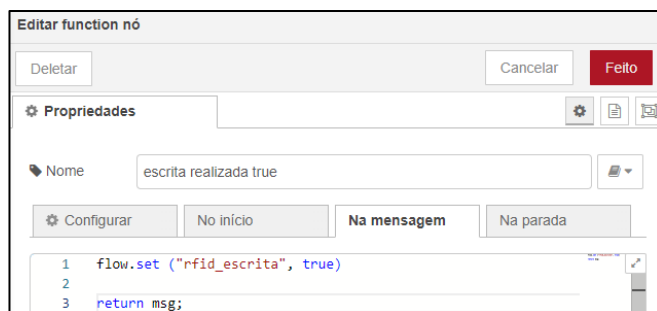 Editar function nó
Deletar Cancelar Feito
Propriedades
Nome escrita realizada true
Configurar No início Na mensagem Na parada
1 flow.set ("rfid_escrita", true)
2
3 return msg;